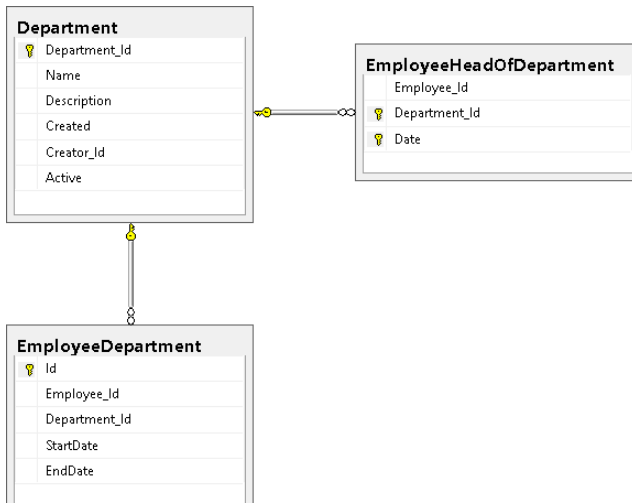 Department
Department_Id
Name
Description
Created
Creator_Id
Active
EmployeeHeadOfDepartment
Employee_Id
Department_Id
Date
EmployeeDepartment
Id
Employee_Id
Department_Id
StartDate
EndDate